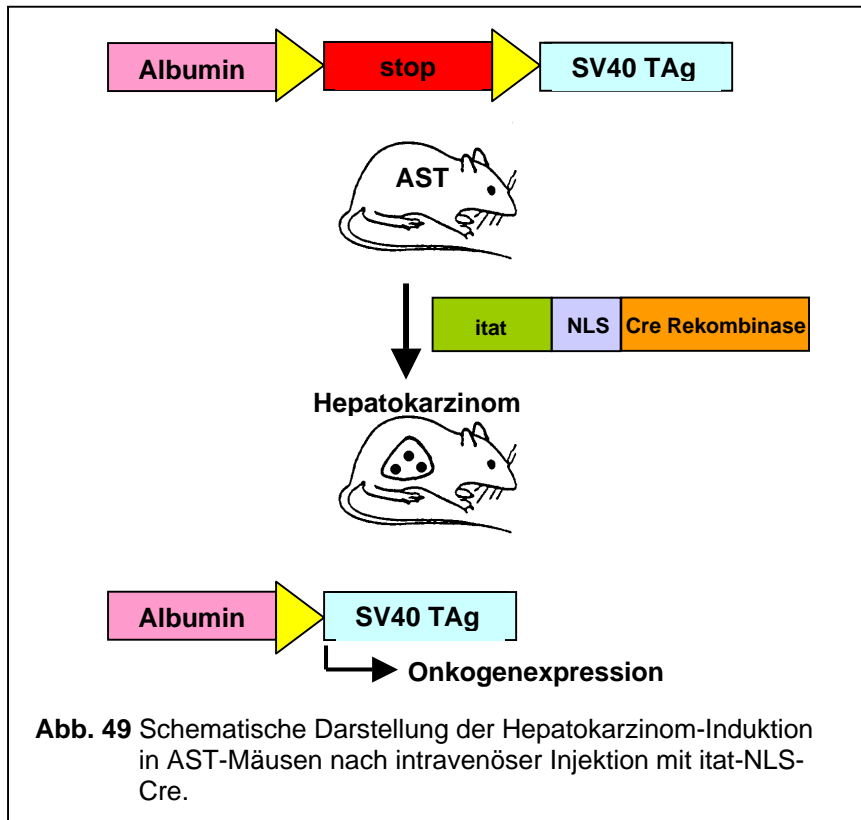 Albumin stop SV40 TAg
AST
itat NLS Cre Rekombinase
Hepatokarzinom
Albumin SV40 TAg
Onkogenexpression
Abb. 49 Schematische Darstellung der Hepatokarzinom-Induktion
in AST-Mäusen nach intravenöser Injektion mit itat-NLS-
Cre.